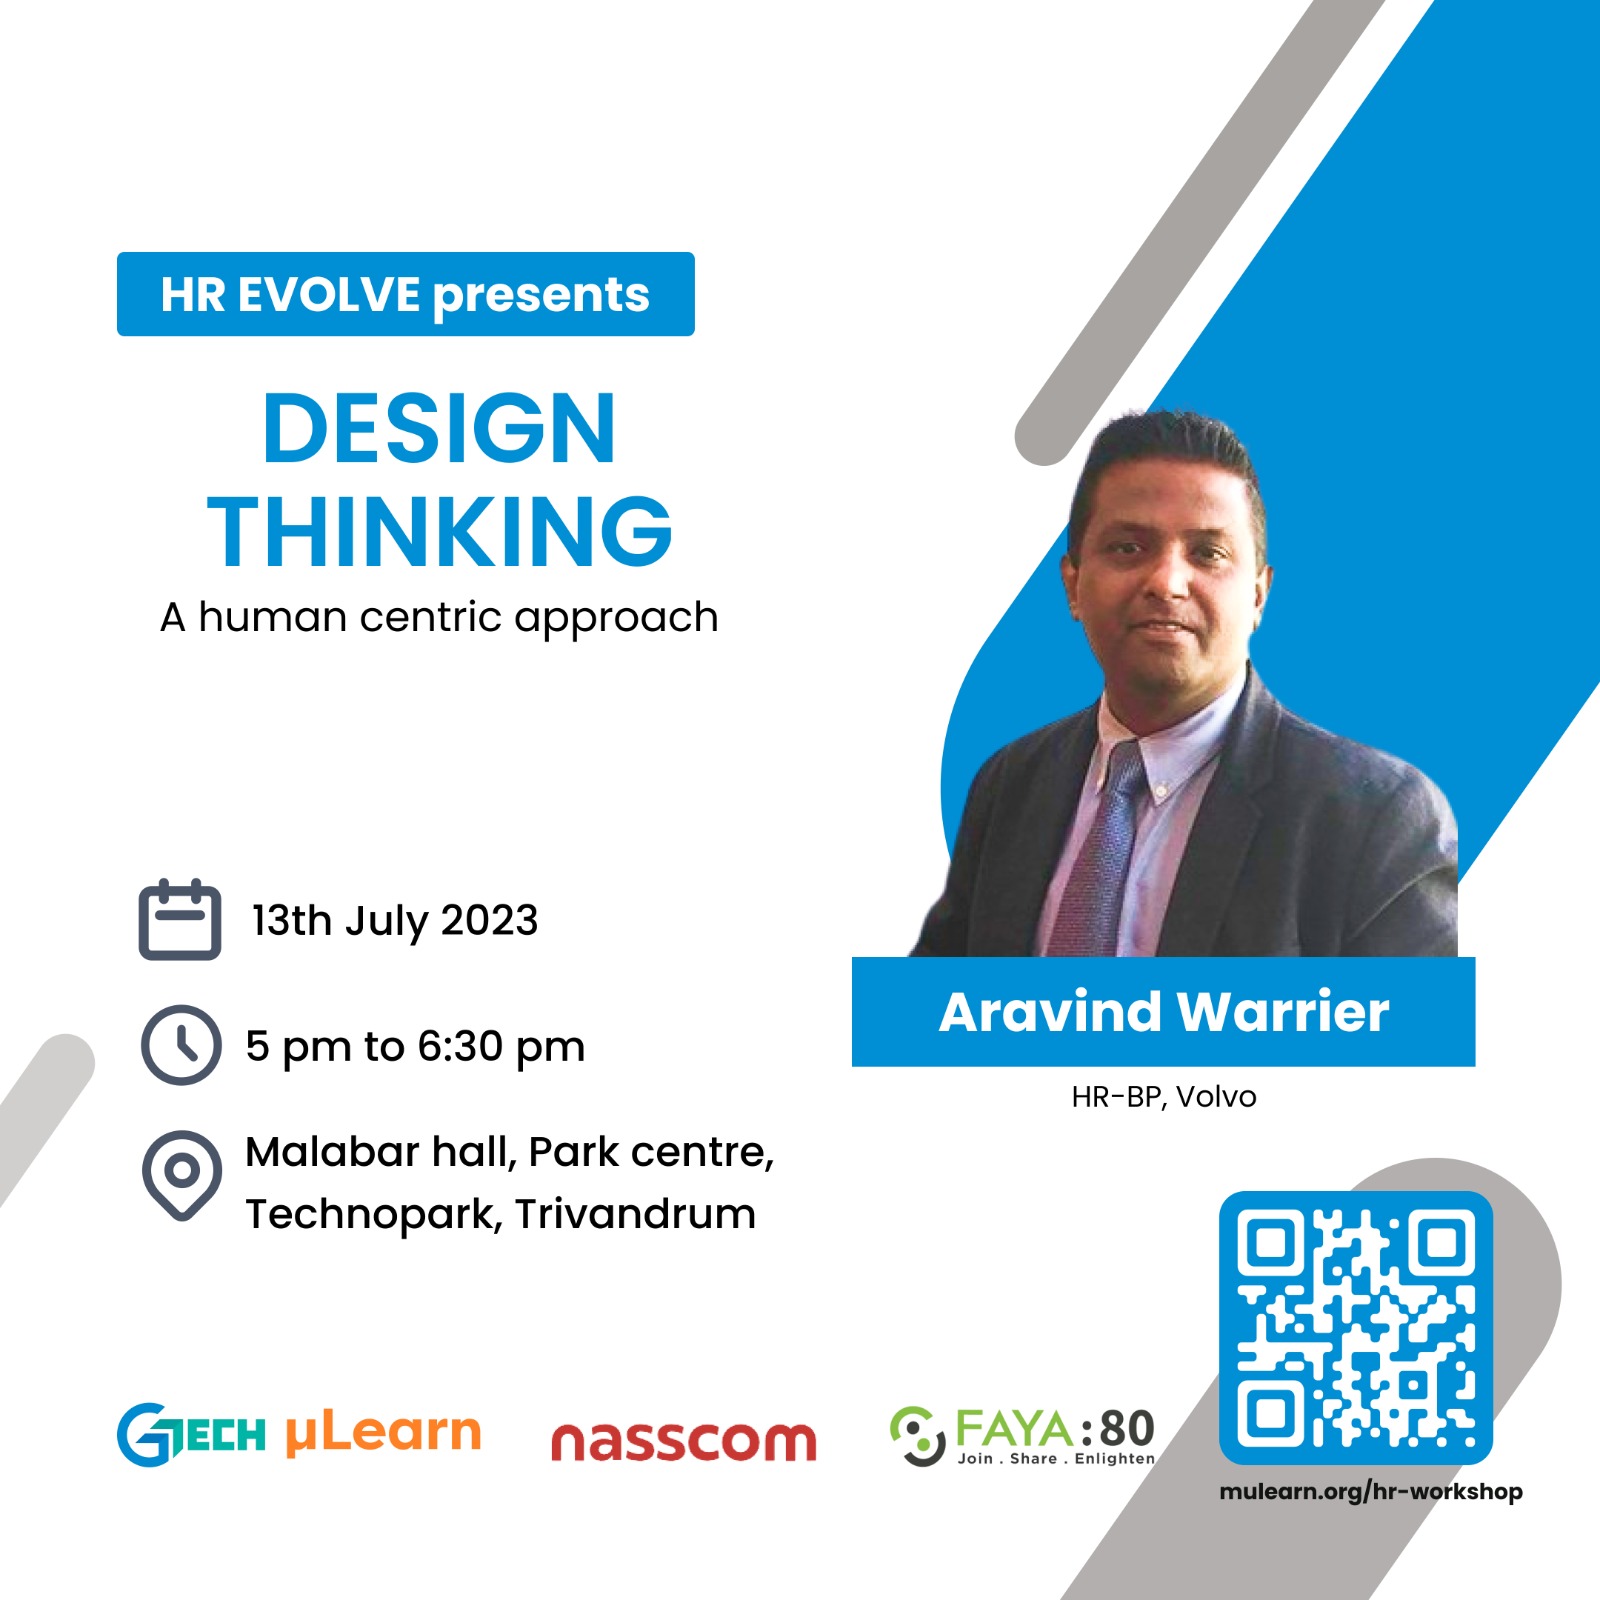 HR EVOLVE presents
DESIGN
THINKING
A human centric approach
13th July 2023
5 pm to 6:30 pm
Malabar hall, Park centre,
Technopark, Trivandrum
Aravind Warrier
HR-BP, Volvo
GTECH µLearn
nasscom
FAYA:80
Join . Share . Enlighten
mulearn.org/hr-workshop